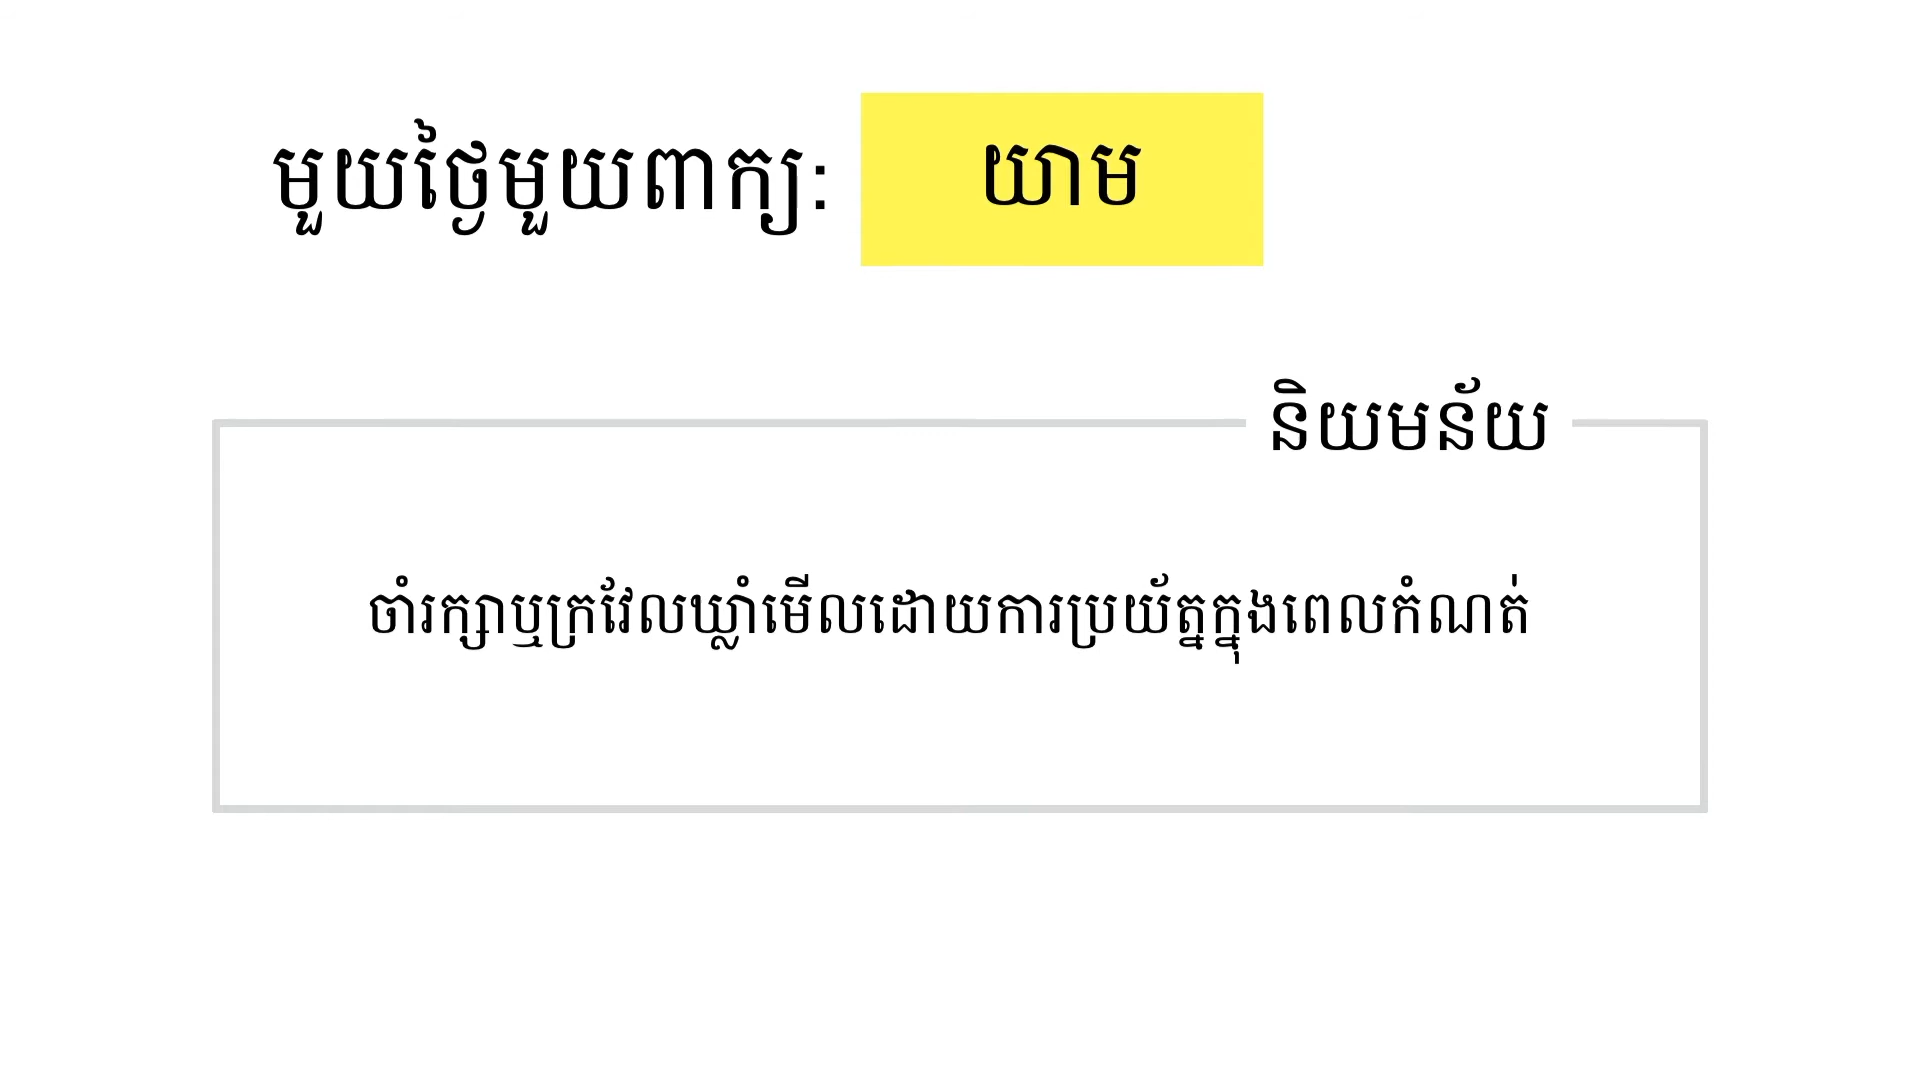 មួយថ្ងៃមួយពាក្យ: យាម
និយមន័យ
ចាំរក្សាឬក្រវែលឃ្លាំមើលដោយការប្រយ័ត្នក្នុងពេលកំណត់